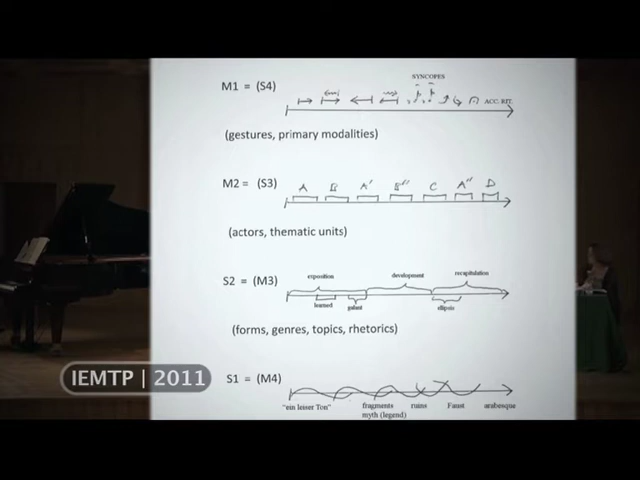 SYNCOPES
M1 = (S4)
ACC. RIT.
(gestures, primary modalities)
M2 = (S3)
A B A' B'' C A'' D
(actors, thematic units)
exposition development recapitulation
S2 = (M3)
learned galant ellipsis
(forms, genres, topics, rhetorics)
IEMTP | 2011
S1 = (M4)
"ein leiser Ton" fragments ruins Faust arabesque
myth (legend)